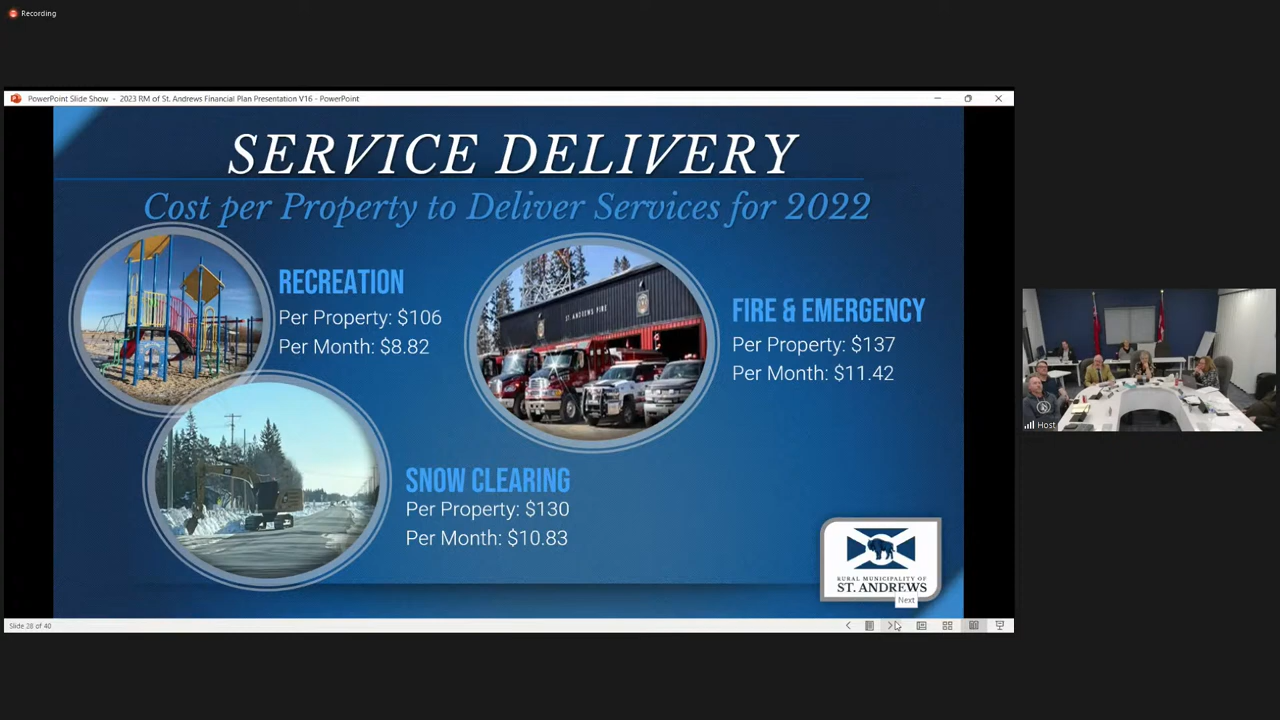 Recording
PowerPoint Slide Show - 2023 RM of St. Andrews Financial Plan Presentation V16 - PowerPoint
SERVICE DELIVERY
Cost per Property to Deliver Services for 2022
RECREATION
Per Property: $106
Per Month: $8.82
ST. ANDREWS FIRE
FIRE & EMERGENCY
Per Property: $137
Per Month: $11.42
SNOW CLEARING
Per Property: $130
Per Month: $10.83
RURAL MUNICIPALITY OF
ST. ANDREWS
Next
Slide 28 of 40
Host